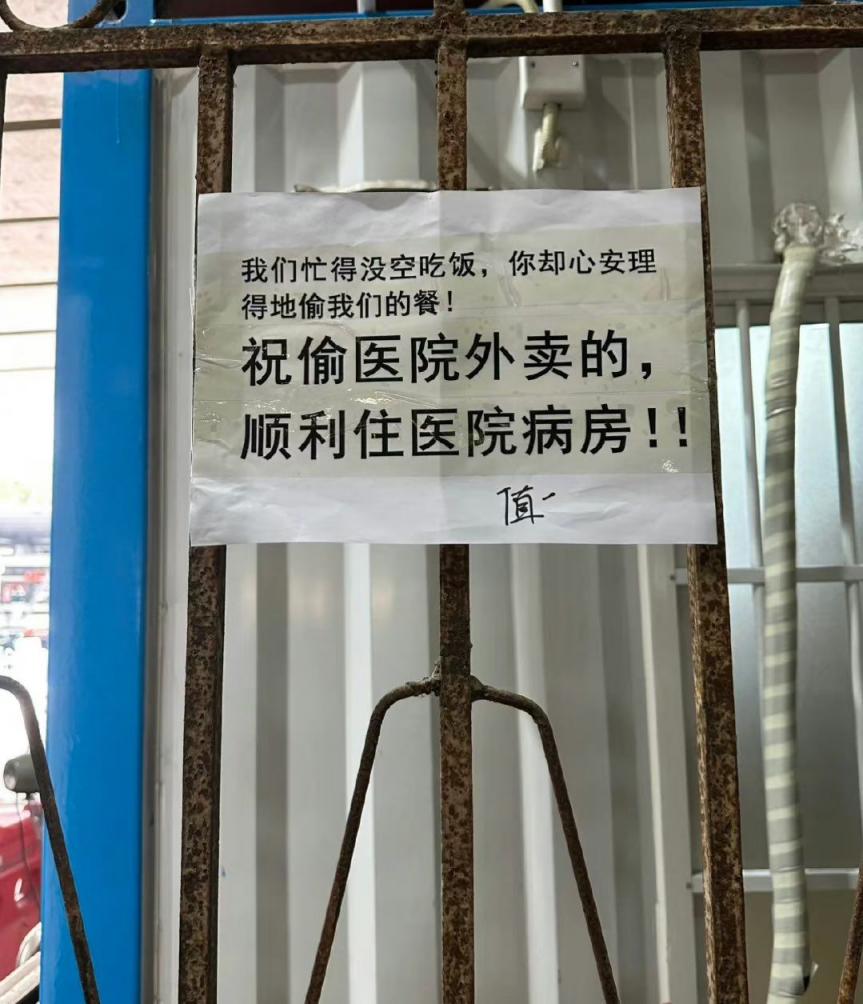 我们忙得没空吃饭，你却心安理
得地偷我们的餐！
祝偷医院外卖的，
顺利住医院病房！！
值